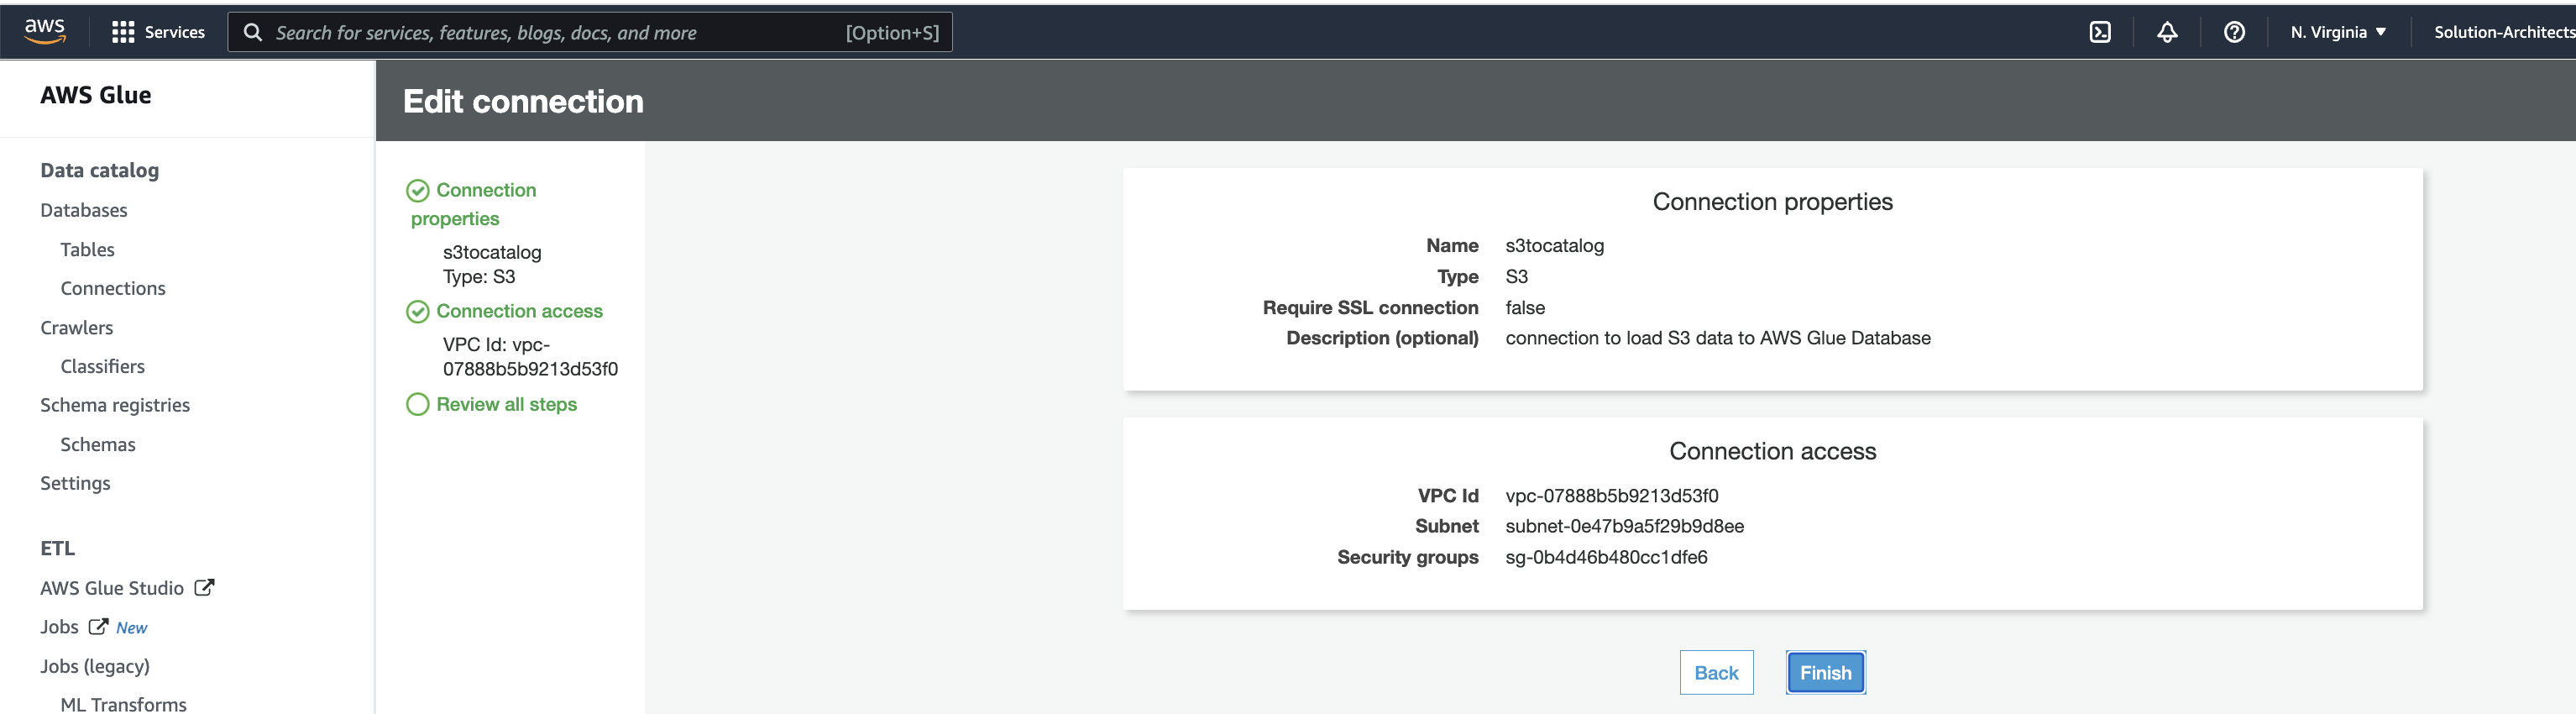 aws
Services
Search for services, features, blogs, docs, and more
[Option+S]
N. Virginia
Solution-Architects
AWS Glue
Data catalog
Databases
Tables
Connections
Crawlers
Classifiers
Schema registries
Schemas
Settings
ETL
AWS Glue Studio
Jobs New
Jobs (legacy)
ML Transforms
Edit connection
Connection
properties
s3tocatalog
Type: S3
Connection access
VPC Id: vpc-
07888b5b9213d53f0
Review all steps
Connection properties
Name s3tocatalog
Type S3
Require SSL connection false
Description (optional) connection to load S3 data to AWS Glue Database
Connection access
VPC Id vpc-07888b5b9213d53f0
Subnet subnet-0e47b9a5f29b9d8ee
Security groups sg-0b4d46b480cc1dfe6
Back
Finish